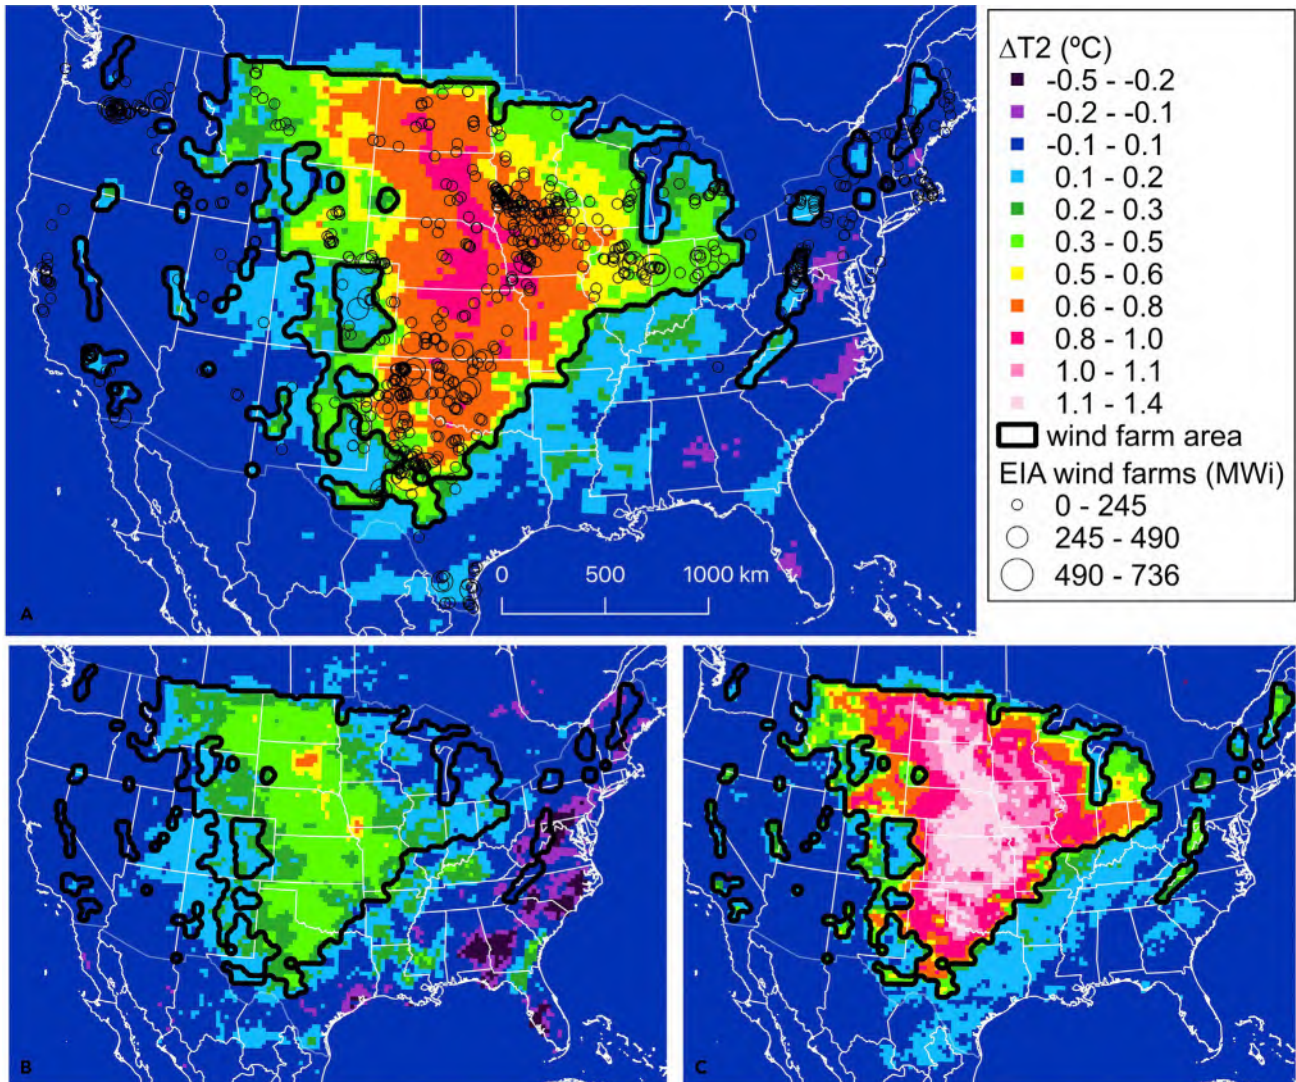 ΔT2 (ºC)
-0.5 - -0.2
-0.2 - -0.1
-0.1 - 0.1
0.1 - 0.2
0.2 - 0.3
0.3 - 0.5
0.5 - 0.6
0.6 - 0.8
0.8 - 1.0
1.0 - 1.1
1.1 - 1.4
wind farm area
EIA wind farms (MWi)
0 - 245
245 - 490
490 - 736
0 500 1000 km
A
B
C